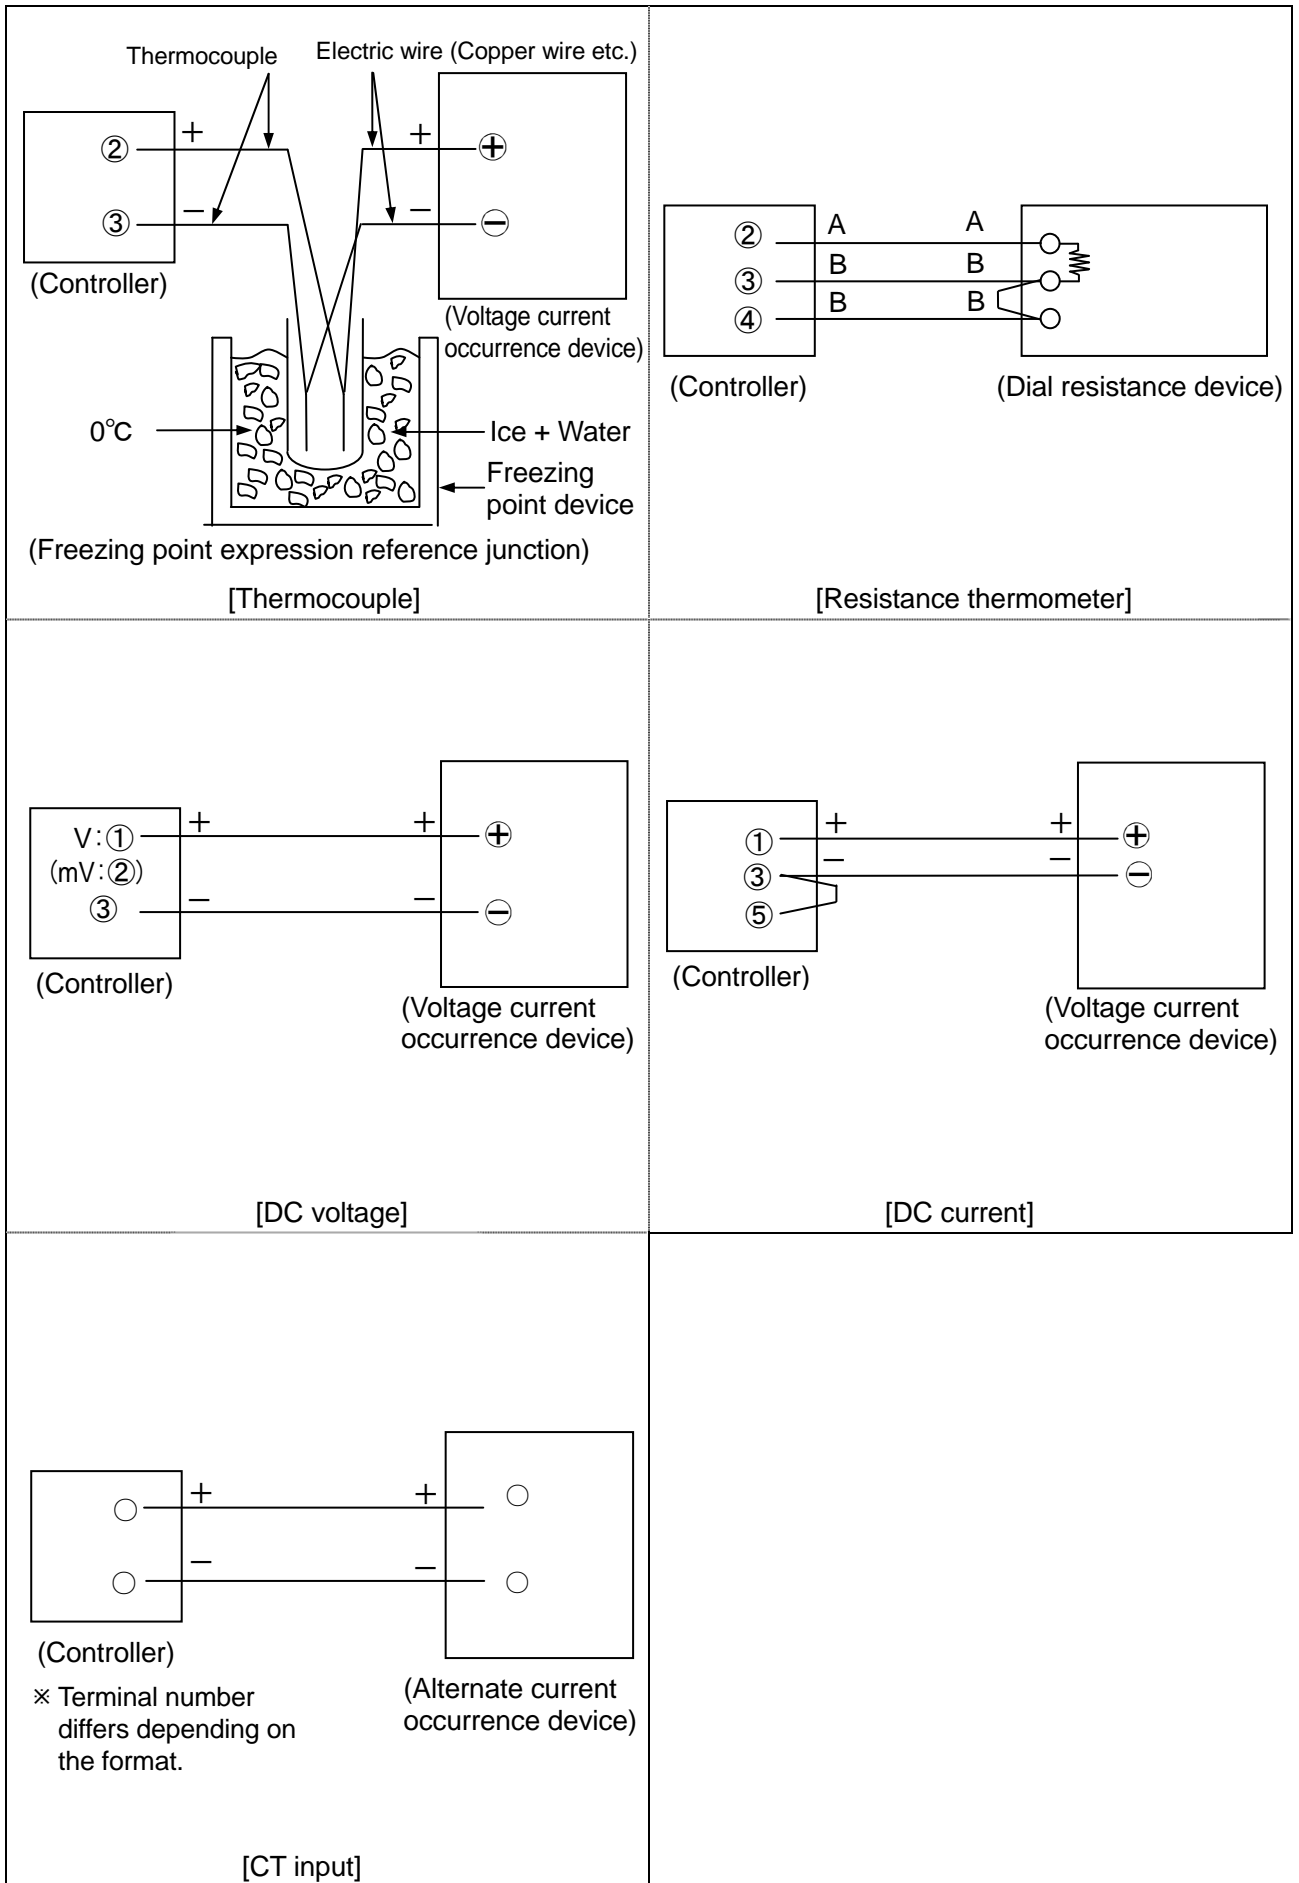 Thermocouple
Electric wire (Copper wire etc.)
② + + ⊕
③ − − ⊖
(Controller)
(Voltage current
occurrence device)
0℃
Ice + Water
Freezing
point device
(Freezing point expression reference junction)
[Thermocouple]
② A A
③ B B
④ B B
(Controller)
(Dial resistance device)
[Resistance thermometer]
V:① + + ⊕
(mV:②)
③ − − ⊖
(Controller)
(Voltage current
occurrence device)
[DC voltage]
① + + ⊕
③ − − ⊖
⑤
(Controller)
(Voltage current
occurrence device)
[DC current]
+ +
− −
(Controller)
※ Terminal number
differs depending on
the format.
(Alternate current
occurrence device)
[CT input]